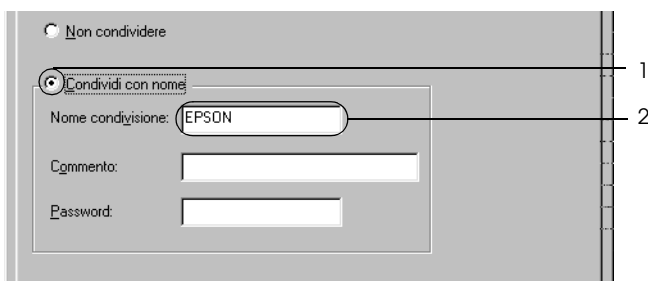 Non condividere
1
Condividi con nome
Nome condivisione: EPSON
2
Commento:
Password: